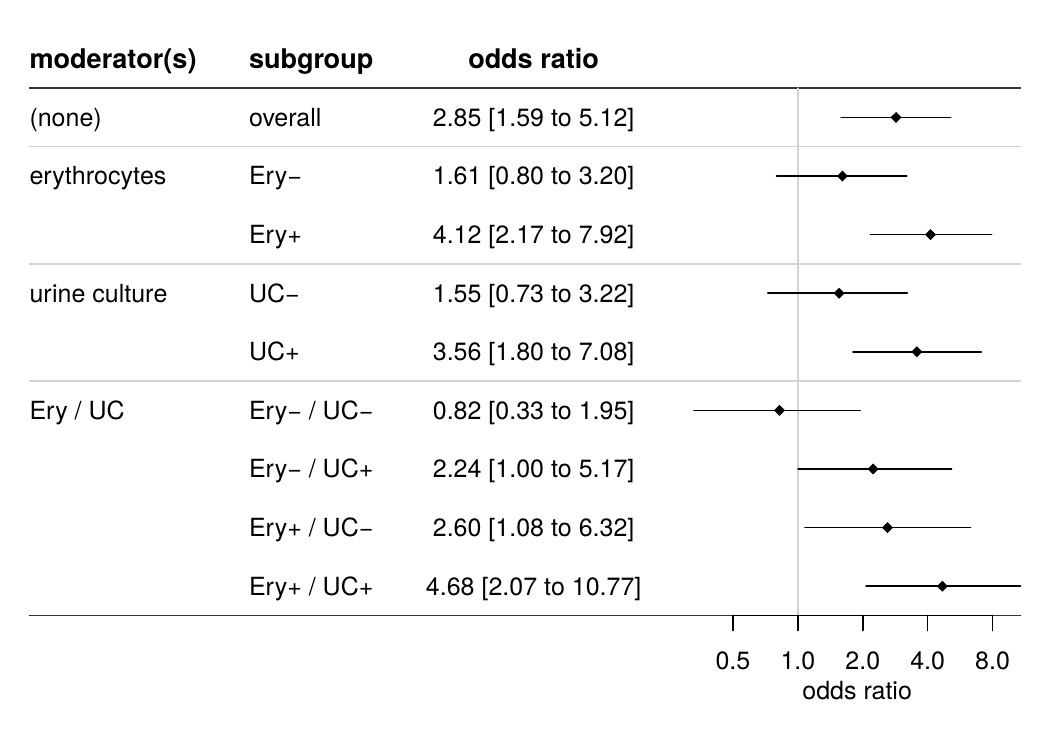 moderator(s) subgroup odds ratio
(none) overall 2.85 [1.59 to 5.12]
erythrocytes Ery− 1.61 [0.80 to 3.20]
Ery+ 4.12 [2.17 to 7.92]
urine culture UC− 1.55 [0.73 to 3.22]
UC+ 3.56 [1.80 to 7.08]
Ery / UC Ery− / UC− 0.82 [0.33 to 1.95]
Ery− / UC+ 2.24 [1.00 to 5.17]
Ery+ / UC− 2.60 [1.08 to 6.32]
Ery+ / UC+ 4.68 [2.07 to 10.77]
0.5 1.0 2.0 4.0 8.0
odds ratio